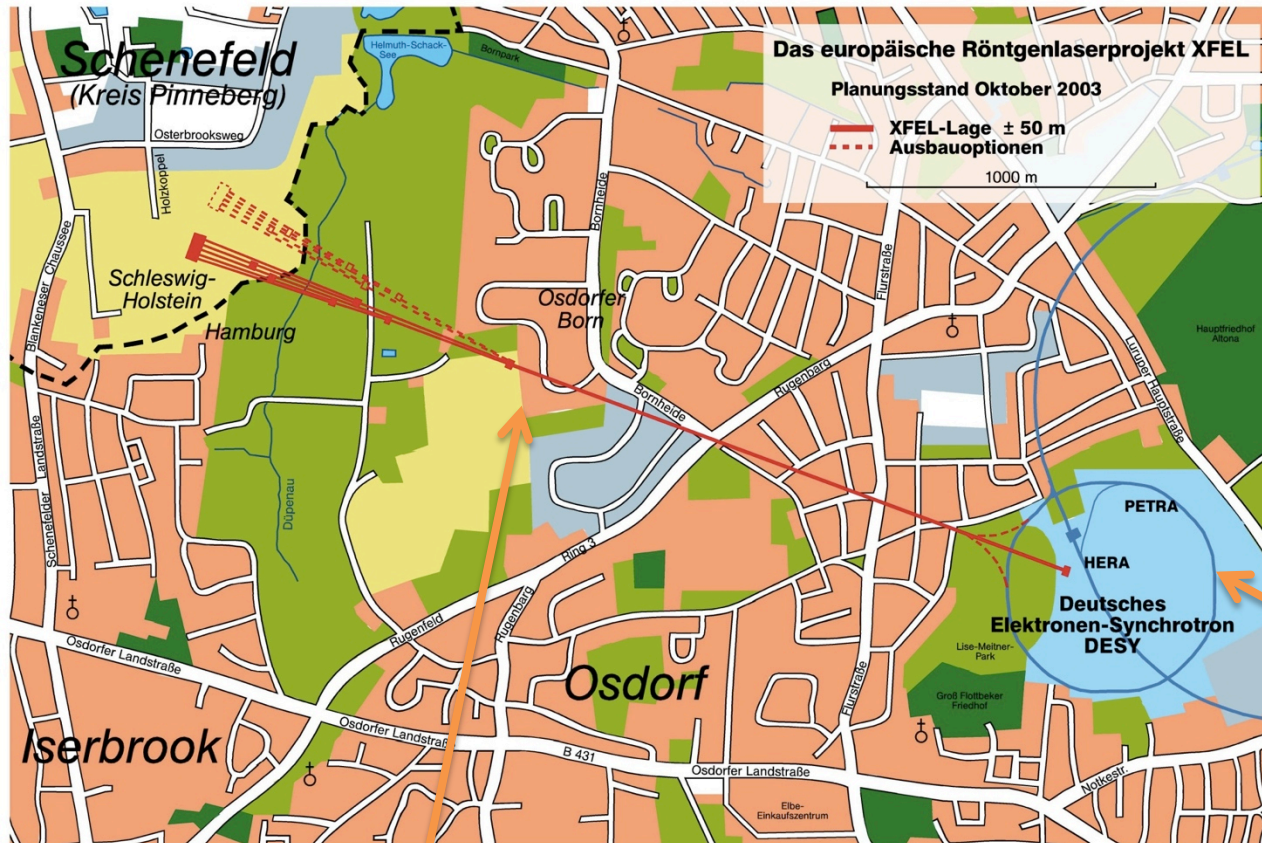 Schenefeld
(Kreis Pinneberg)
Helmuth-Schack-
See
Bornpark
Das europäische Röntgenlaserprojekt XFEL
Planungsstand Oktober 2003
XFEL-Lage ± 50 m
Ausbauoptionen
1000 m
Osterbrooksweg
Holzkoppel
Blankeneser Chaussee
Bornheide
Flurstraße
Schleswig-
Holstein
Hamburg
Osdorfer
Born
Hauptfriedhof
Altona
Luruper Hauptstraße
Rugenbarg
Bornheide
Schenefelder Landstraße
Düpenau
PETRA
HERA
Ring 3
Deutsches
Elektronen-Synchrotron
DESY
Rugenfeld
Rugenbarg
Lise-Meitner-
Park
Osdorfer Landstraße
Osdorf
Flurstraße
Groß Flottbeker
Friedhof
Iserbrook
Osdorfer Landstraße
B 431
Osdorfer Landstraße
Notkestr.
Elbe-
Einkaufszentrum